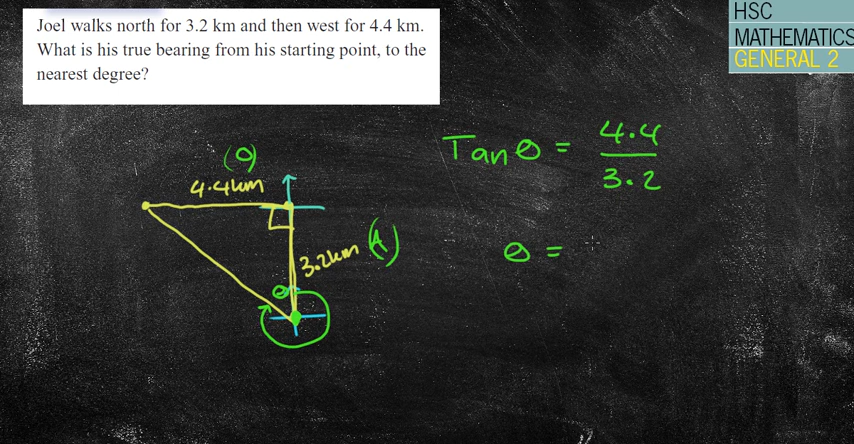 Joel walks north for 3.2 km and then west for 4.4 km.
What is his true bearing from his starting point, to the
nearest degree?
HSC
MATHEMATICS
GENERAL 2
(O)
4.4km
3.2km (A)
θ
Tan θ = 4.4
3.2
θ =